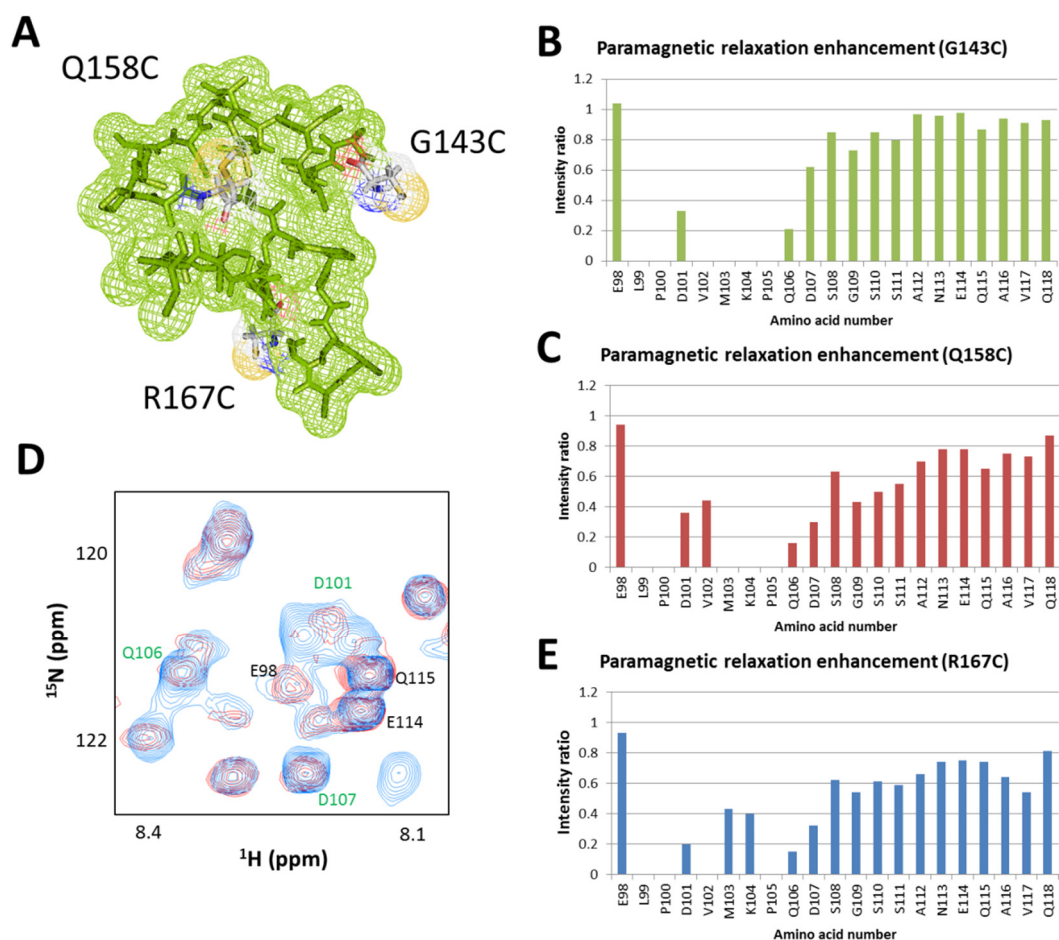 A
Q158C
G143C
R167C
B
Paramagnetic relaxation enhancement (G143C)
Intensity ratio
1.2
1
0.8
0.6
0.4
0.2
0
E98 L99 P100 D101 V102 M103 K104 P105 Q106 D107 S108 G109 S110 S111 A112 N113 E114 Q115 A116 V117 Q118
Amino acid number
C
Paramagnetic relaxation enhancement (Q158C)
Intensity ratio
1.2
1
0.8
0.6
0.4
0.2
0
E98 L99 P100 D101 V102 M103 K104 P105 Q106 D107 S108 G109 S110 S111 A112 N113 E114 Q115 A116 V117 Q118
Amino acid number
D
15N (ppm)
120
122
D101
Q106
E98
Q115
E114
D107
8.4
8.1
1H (ppm)
E
Paramagnetic relaxation enhancement (R167C)
Intensity ratio
1.2
1
0.8
0.6
0.4
0.2
0
E98 L99 P100 D101 V102 M103 K104 P105 Q106 D107 S108 G109 S110 S111 A112 N113 E114 Q115 A116 V117 Q118
Amino acid number